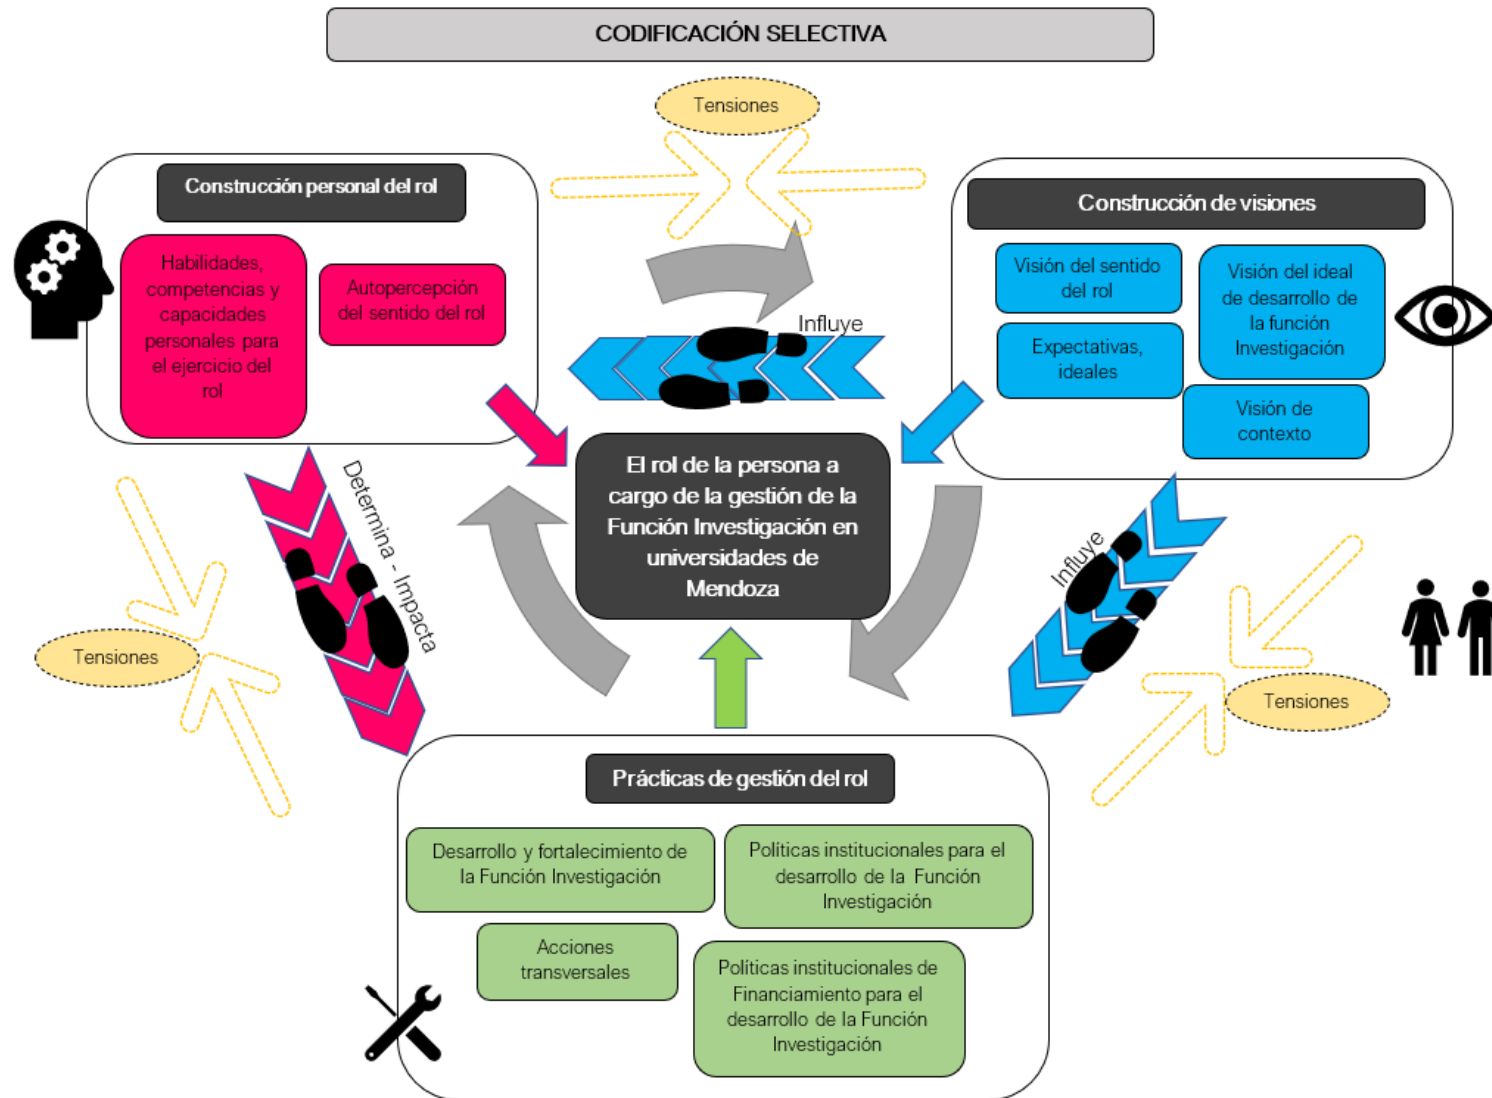 CODIFICACIÓN SELECTIVA
Tensiones
Construcción personal del rol
Habilidades,
competencias y
capacidades
personales para
el ejercicio del
rol
Autopercepción
del sentido del rol
Influye
Construcción de visiones
Visión del sentido
del rol
Visión del ideal
de desarrollo de
la función
Investigación
Expectativas,
ideales
Visión de
contexto
El rol de la persona a
cargo de la gestión de la
Función Investigación en
universidades de
Mendoza
Determina - Impacta
Influye
Tensiones
Tensiones
Prácticas de gestión del rol
Desarrollo y fortalecimiento de
la Función Investigación
Políticas institucionales para el
desarrollo de la Función
Investigación
Acciones
transversales
Políticas institucionales de
Financiamiento para el
desarrollo de la Función
Investigación